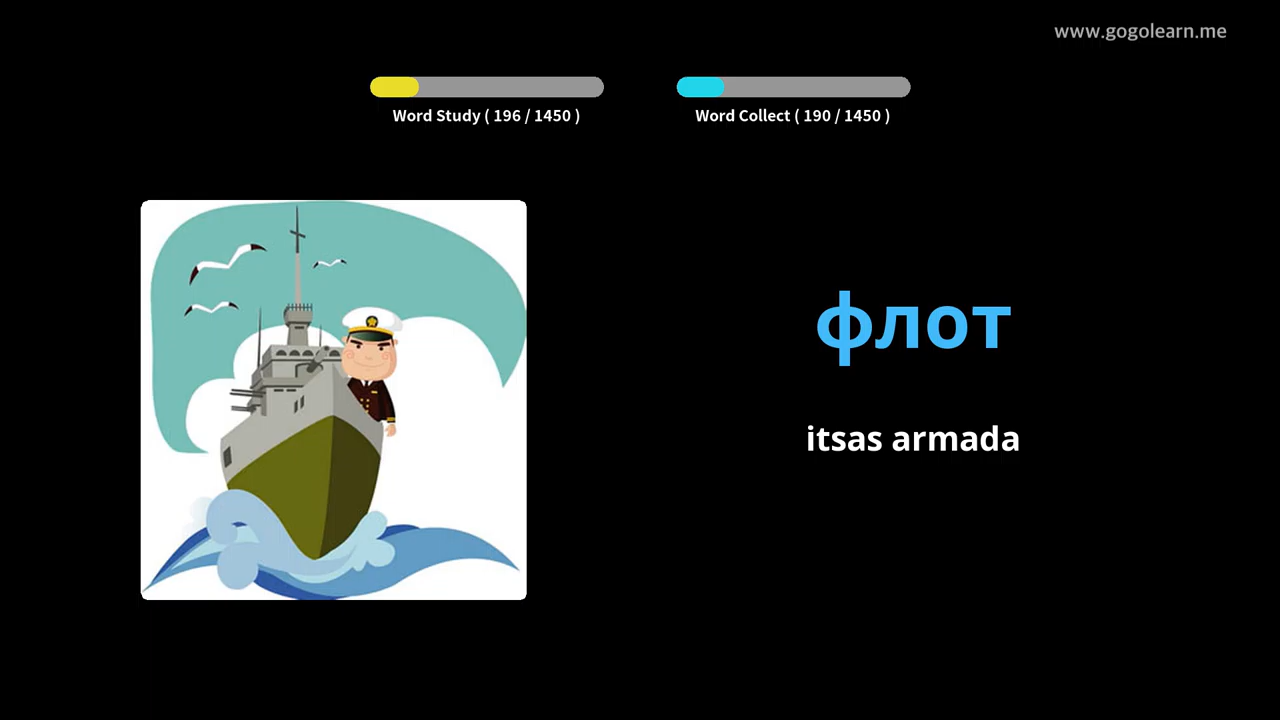 www.gogolearn.me
Word Study ( 196 / 1450 )
Word Collect ( 190 / 1450 )
флот
itsas armada